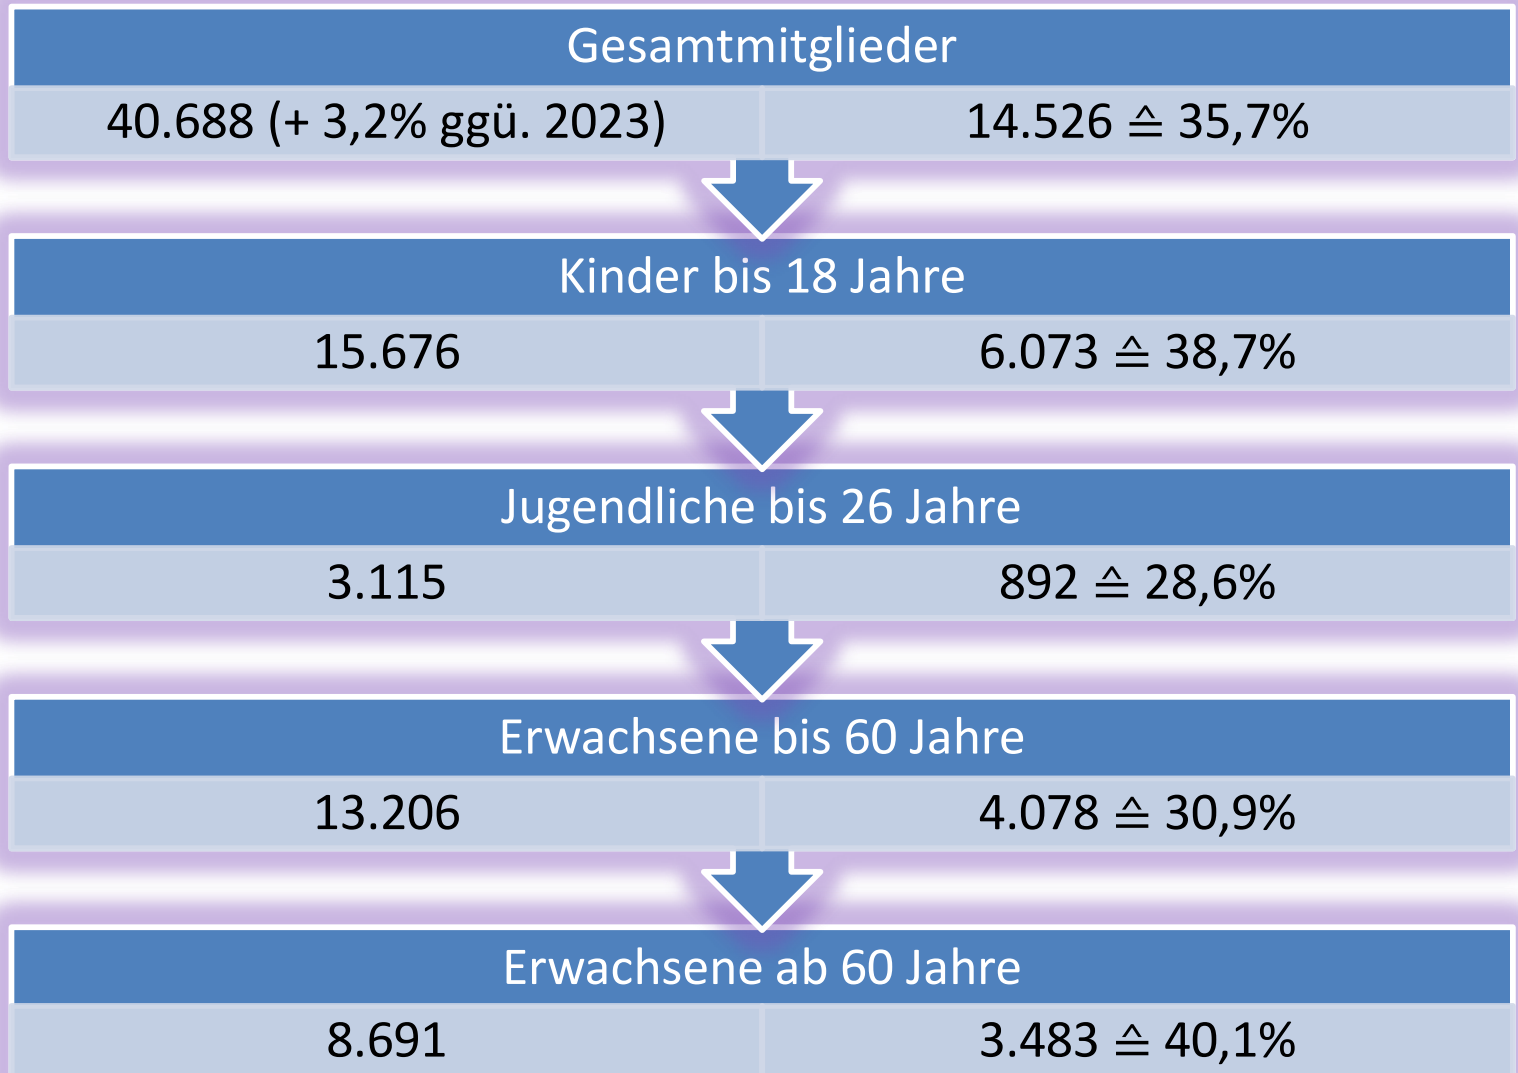 Gesamtmitglieder
40.688 (+ 3,2% ggü. 2023) 14.526 ≙ 35,7%
Kinder bis 18 Jahre
15.676 6.073 ≙ 38,7%
Jugendliche bis 26 Jahre
3.115 892 ≙ 28,6%
Erwachsene bis 60 Jahre
13.206 4.078 ≙ 30,9%
Erwachsene ab 60 Jahre
8.691 3.483 ≙ 40,1%